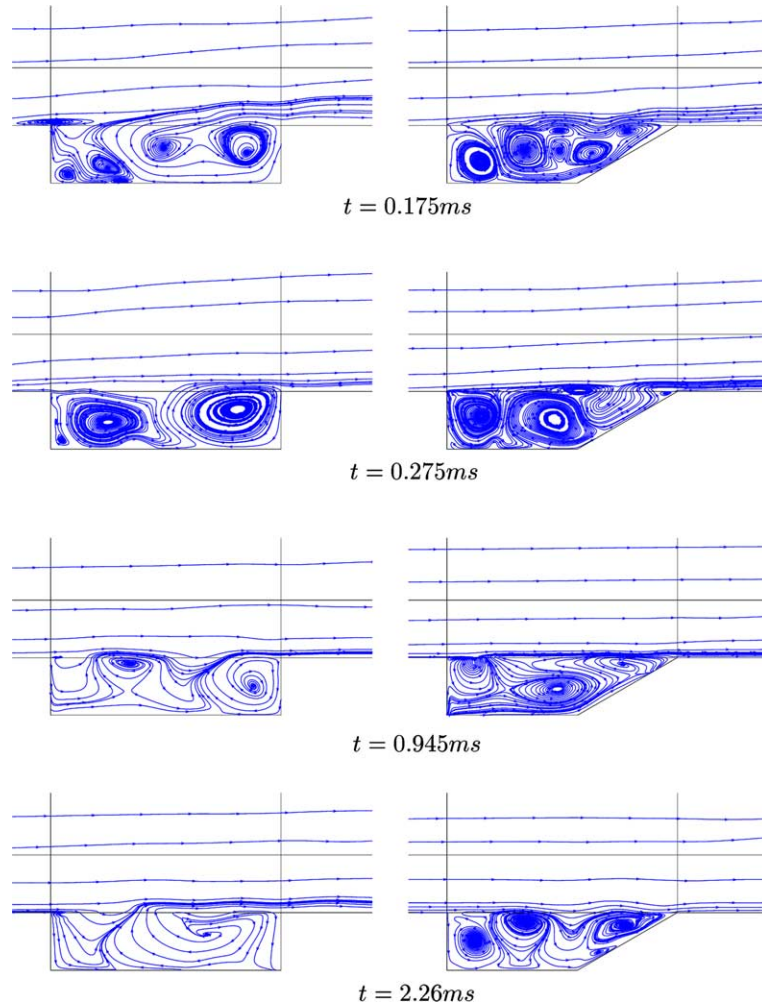 t = 0.175ms
t = 0.275ms
t = 0.945ms
t = 2.26ms